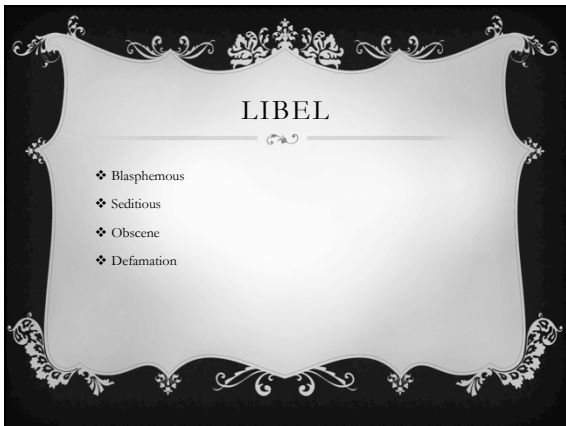 LIBEL
❖ Blasphemous
❖ Seditious
❖ Obscene
❖ Defamation